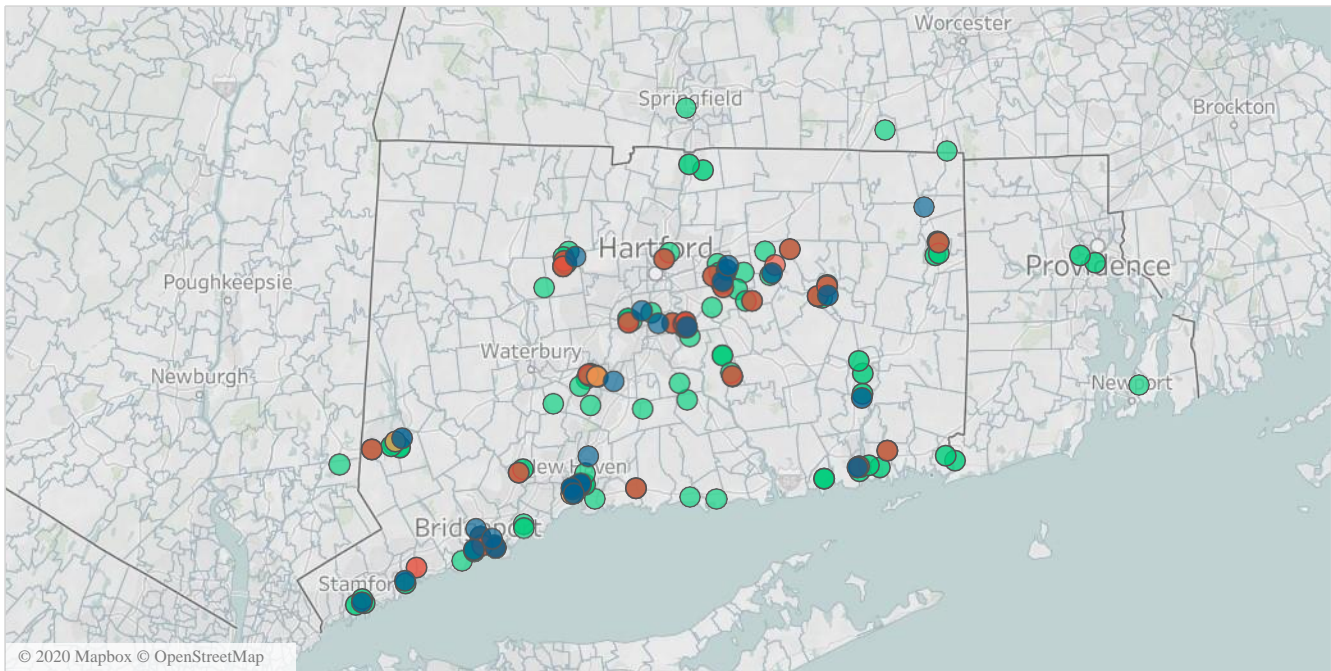 Worcester
Springfield
Brockton
Hartford
Poughkeepsie
Providence
Waterbury
Newburgh
Newport
New Haven
Bridgeport
Stamford
© 2020 Mapbox © OpenStreetMap